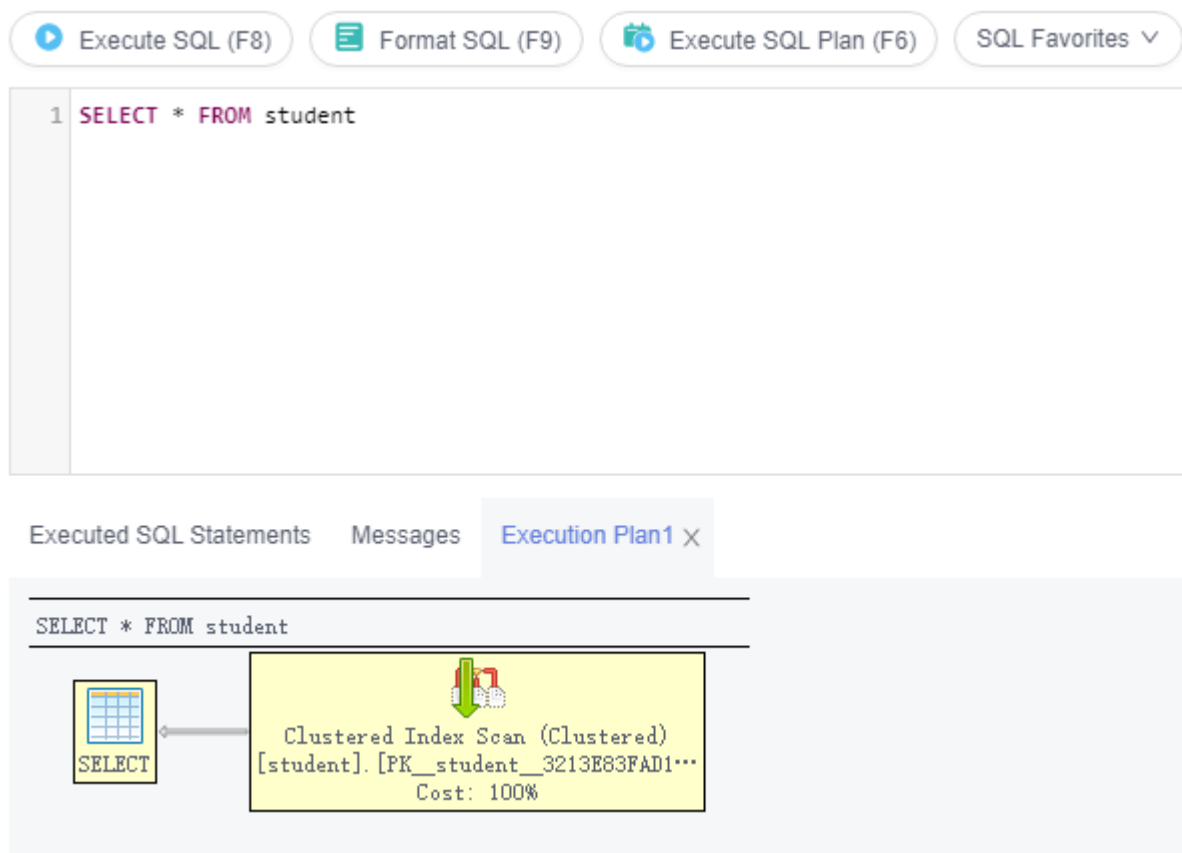 Execute SQL (F8) Format SQL (F9) Execute SQL Plan (F6) SQL Favorites
1 SELECT * FROM student
Executed SQL Statements Messages Execution Plan1
SELECT * FROM student
SELECT
Clustered Index Scan (Clustered)
[student].[PK__student__3213E83FAD1...
Cost: 100%